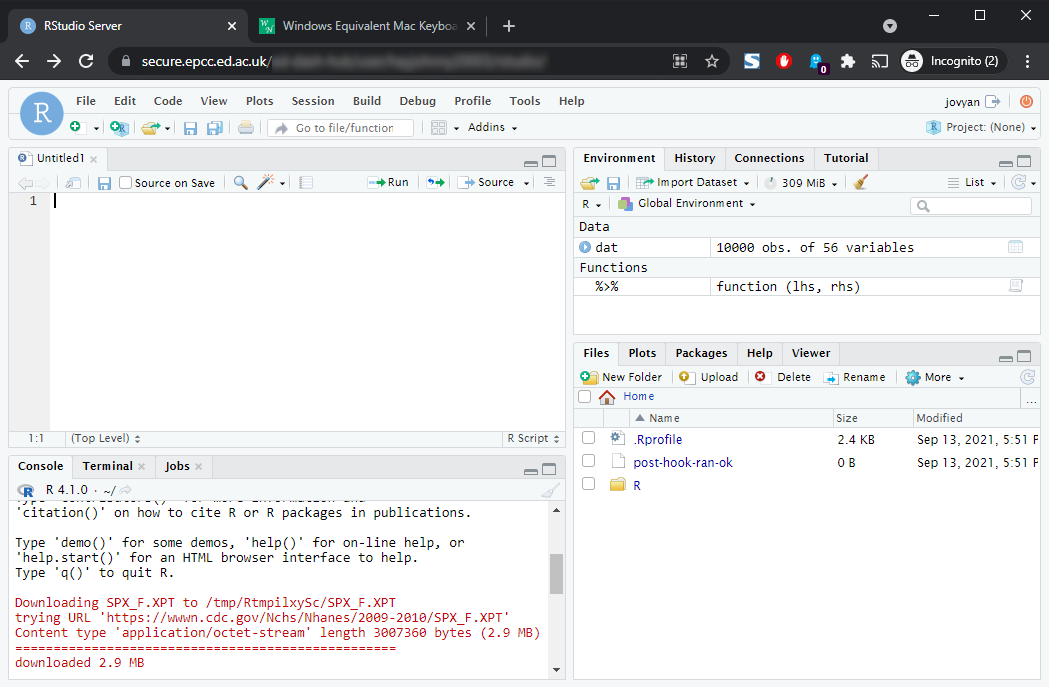 R RStudio Server
WN Windows Equivalent Mac Keyboa
secure.epcc.ed.ac.uk/
S
0
Incognito (2)
R
File Edit Code View Plots Session Build Debug Profile Tools Help
jovyan
Go to file/function
Addins
R Project: (None)
Untitled1
Source on Save
Run
Source
1
1:1 (Top Level)
R Script
Console Terminal Jobs
R R 4.1.0 · ~/
'citation()' on how to cite R or R packages in publications.
Type 'demo()' for some demos, 'help()' for on-line help, or
'help.start()' for an HTML browser interface to help.
Type 'q()' to quit R.
Downloading SPX_F.XPT to /tmp/RtmpilxySc/SPX_F.XPT
trying URL 'https://wwwn.cdc.gov/Nchs/Nhanes/2009-2010/SPX_F.XPT'
Content type 'application/octet-stream' length 3007360 bytes (2.9 MB)
==================================================
downloaded 2.9 MB
Environment History Connections Tutorial
Import Dataset
309 MiB
List
R
Global Environment
Data
dat 10000 obs. of 56 variables
Functions
%>% function (lhs, rhs)
Files Plots Packages Help Viewer
New Folder Upload Delete Rename More
Home
...
Name Size Modified
.Rprofile 2.4 KB Sep 13, 2021, 5:51 P
post-hook-ran-ok 0 B Sep 13, 2021, 5:51 P
R